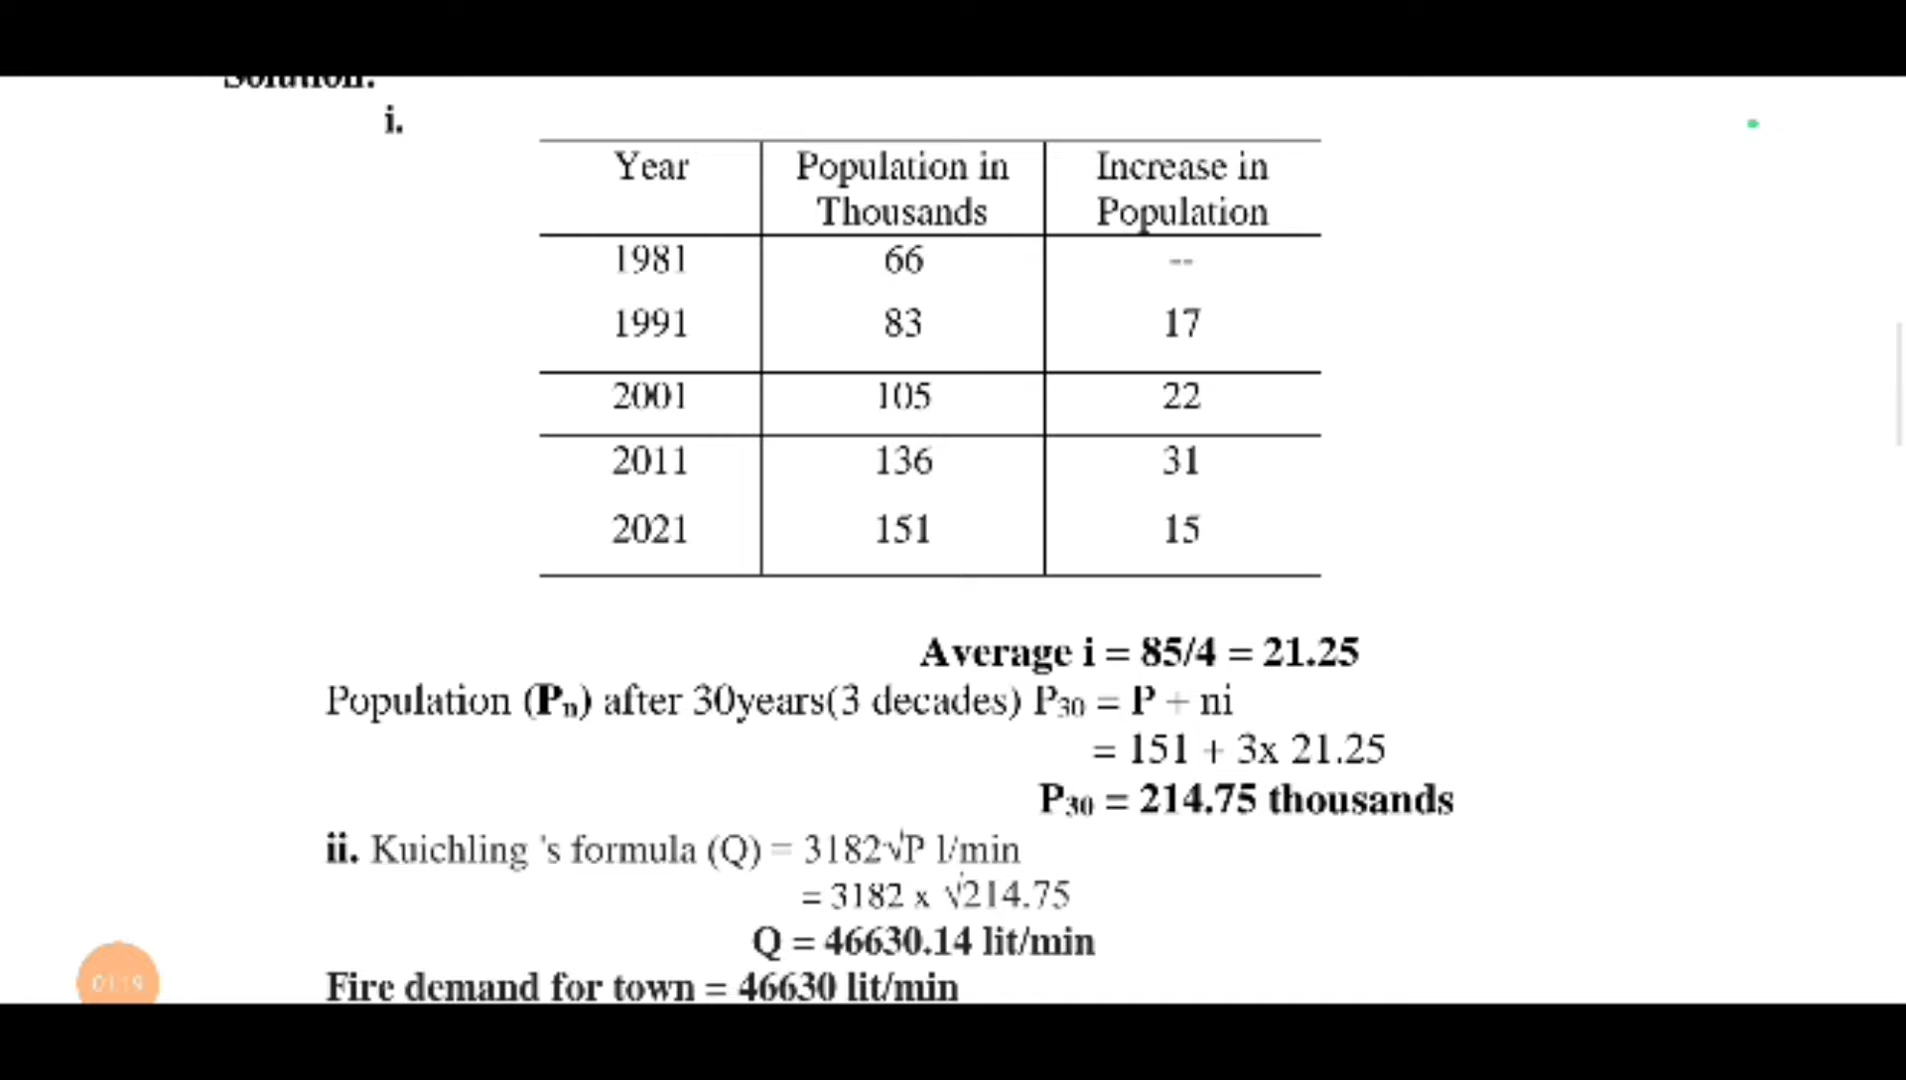 Solution:
i.
Year Population in Thousands Increase in Population
1981 66 --
1991 83 17
2001 105 22
2011 136 31
2021 151 15
Average i = 85/4 = 21.25
Population (Pn) after 30years(3 decades) P30 = P + ni
= 151 + 3x 21.25
P30 = 214.75 thousands
ii. Kuichling 's formula (Q) = 3182√P l/min
= 3182 x √214.75
Q = 46630.14 lit/min
Fire demand for town = 46630 lit/min
01:19